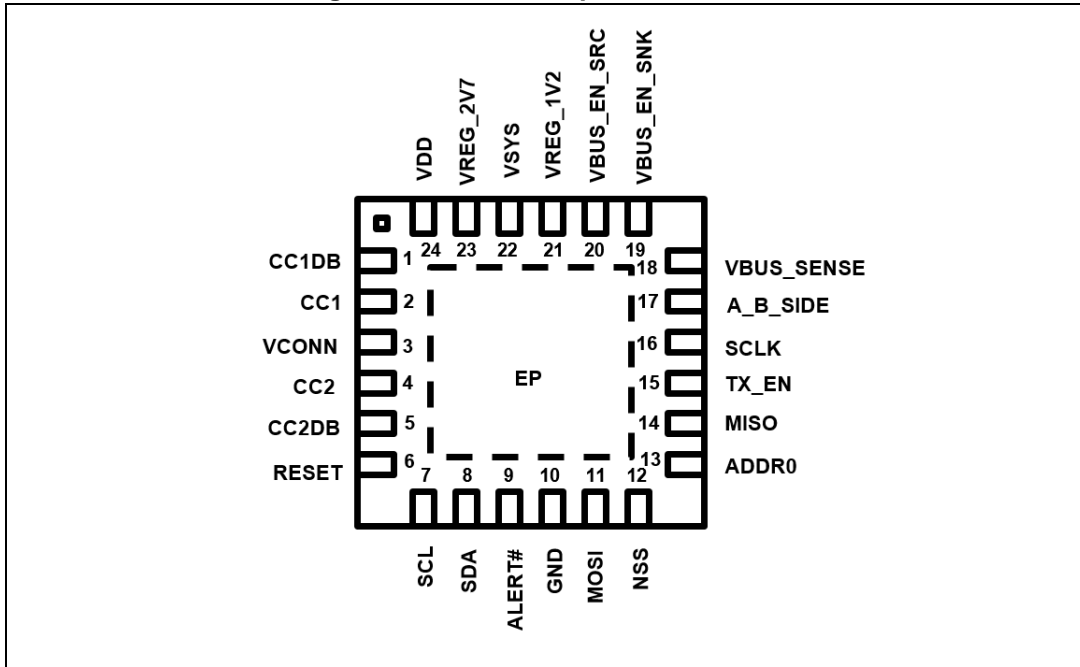 VDD
VREG_2V7
VSYS
VREG_1V2
VBUS_EN_SRC
VBUS_EN_SNK
24 23 22 21 20 19
CC1DB 1 18 VBUS_SENSE
CC1 2 17 A_B_SIDE
VCONN 3 16 SCLK
EP
CC2 4 15 TX_EN
CC2DB 5 14 MISO
RESET 6 13 ADDR0
7 8 9 10 11 12
SCL
SDA
ALERT#
GND
MOSI
NSS